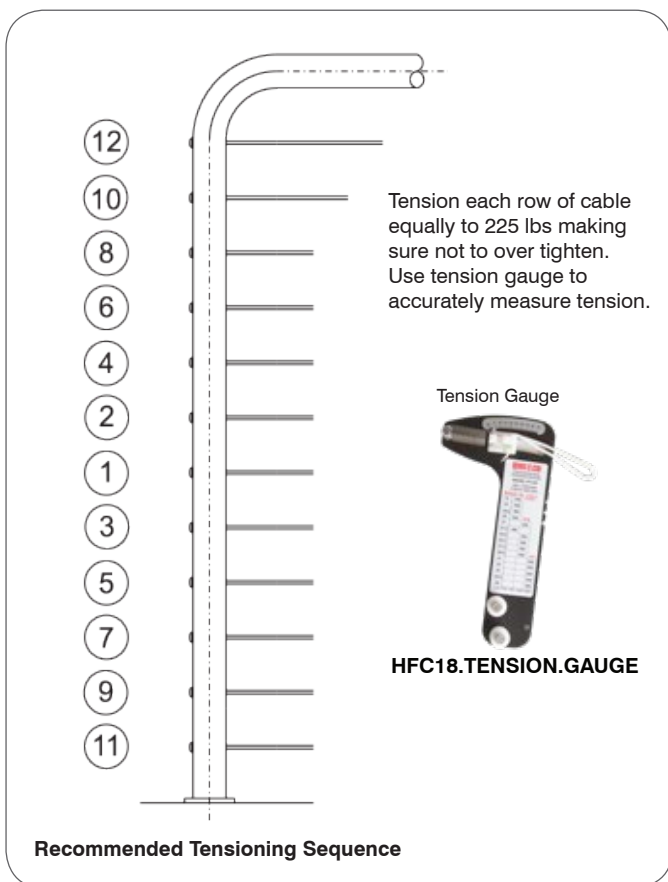 12
10
8
6
4
2
1
3
5
7
9
11
Tension each row of cable
equally to 225 lbs making
sure not to over tighten.
Use tension gauge to
accurately measure tension.
Tension Gauge
HFC18.TENSION.GAUGE
Recommended Tensioning Sequence